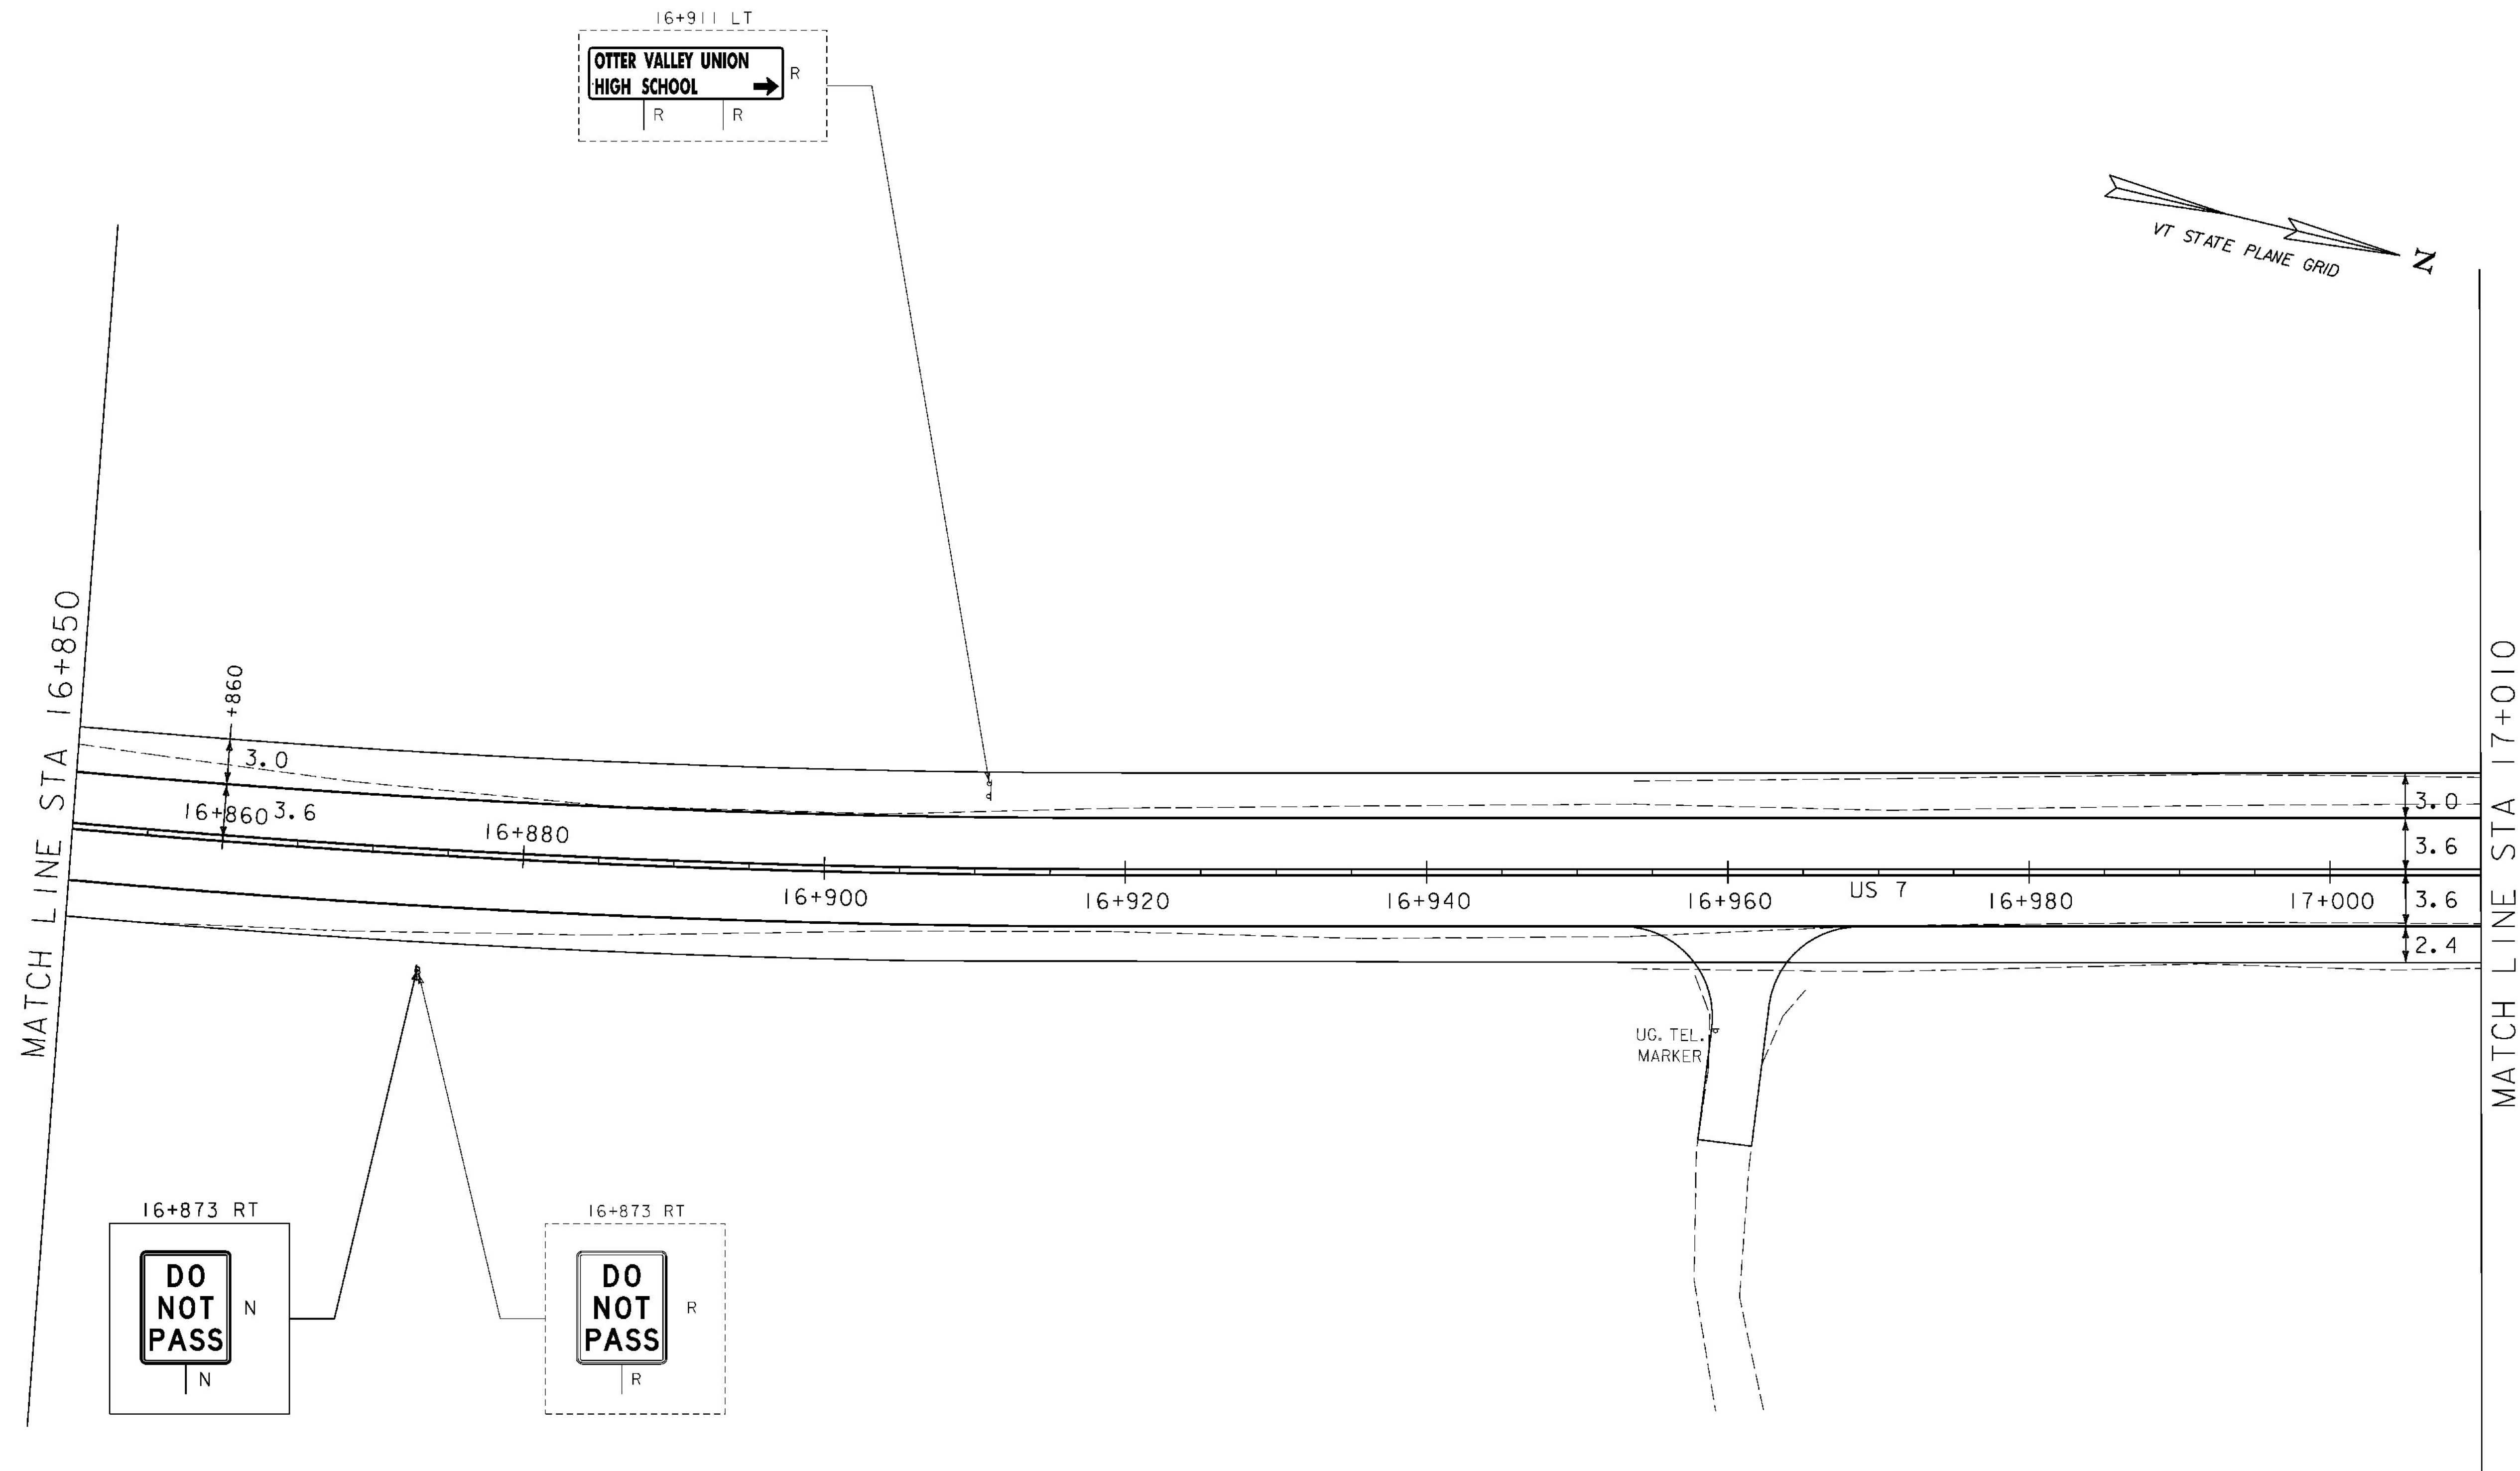 16+911 LT
OTTER VALLEY UNION
HIGH SCHOOL
R
R
R
VT STATE PLANE GRID
N
MATCH LINE STA 16+850
+860
3.0
16+860
3.6
16+880
16+900
16+920
16+940
16+960
US 7
16+980
17+000
3.0
3.6
3.6
2.4
MATCH LINE STA 17+010
UG. TEL.
MARKER
16+873 RT
DO
NOT
PASS
N
N
16+873 RT
DO
NOT
PASS
R
R